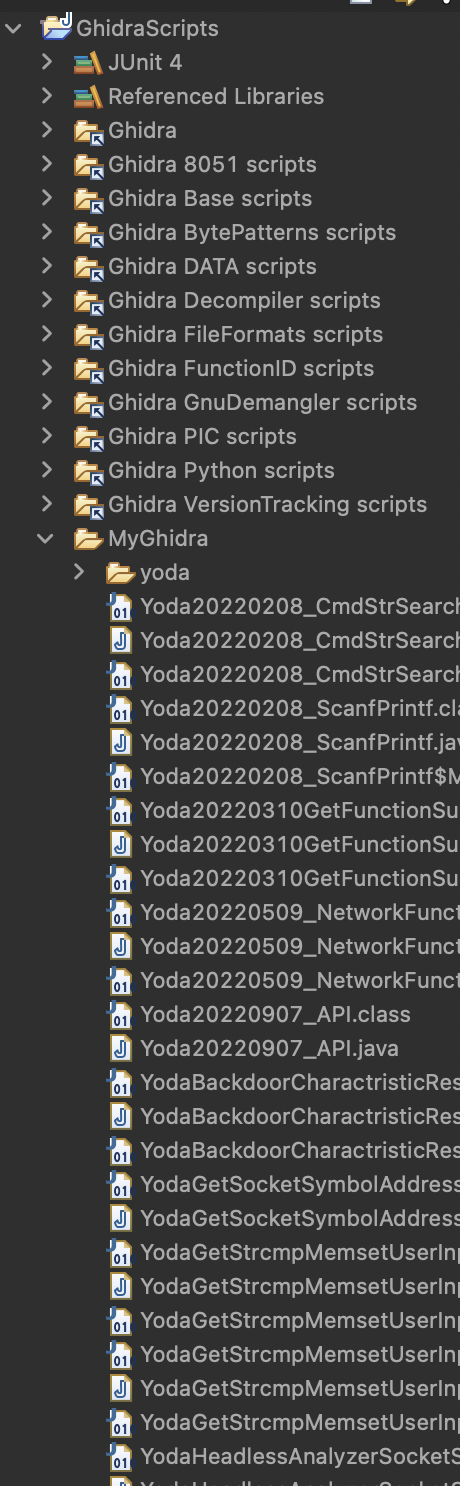 GhidraScripts
JUnit 4
Referenced Libraries
Ghidra
Ghidra 8051 scripts
Ghidra Base scripts
Ghidra BytePatterns scripts
Ghidra DATA scripts
Ghidra Decompiler scripts
Ghidra FileFormats scripts
Ghidra FunctionID scripts
Ghidra GnuDemangler scripts
Ghidra PIC scripts
Ghidra Python scripts
Ghidra VersionTracking scripts
MyGhidra
yoda
Yoda20220208_CmdStrSearch
Yoda20220208_CmdStrSearch
Yoda20220208_CmdStrSearch
Yoda20220208_ScanfPrintf.cla
Yoda20220208_ScanfPrintf.jav
Yoda20220208_ScanfPrintf$M
Yoda20220310GetFunctionSu
Yoda20220310GetFunctionSu
Yoda20220310GetFunctionSu
Yoda20220509_NetworkFunct
Yoda20220509_NetworkFunct
Yoda20220509_NetworkFunct
Yoda20220907_API.class
Yoda20220907_API.java
YodaBackdoorCharactristicRes
YodaBackdoorCharactristicRes
YodaBackdoorCharactristicRes
YodaGetSocketSymbolAddress
YodaGetSocketSymbolAddress
YodaGetStrcmpMemsetUserInp
YodaGetStrcmpMemsetUserInp
YodaGetStrcmpMemsetUserInp
YodaGetStrcmpMemsetUserInp
YodaGetStrcmpMemsetUserInp
YodaGetStrcmpMemsetUserInp
YodaHeadlessAnalyzerSocketS